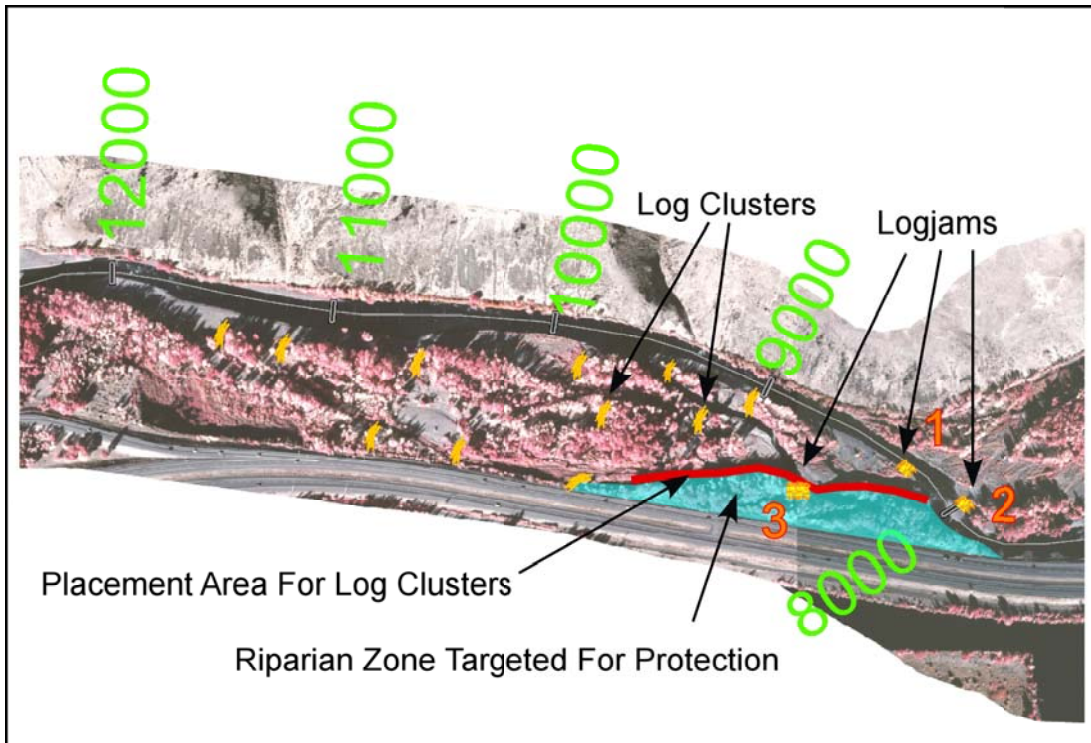 12000
11000
10000
Log Clusters
Logjams
9000
1
2
3
8000
Placement Area For Log Clusters
Riparian Zone Targeted For Protection